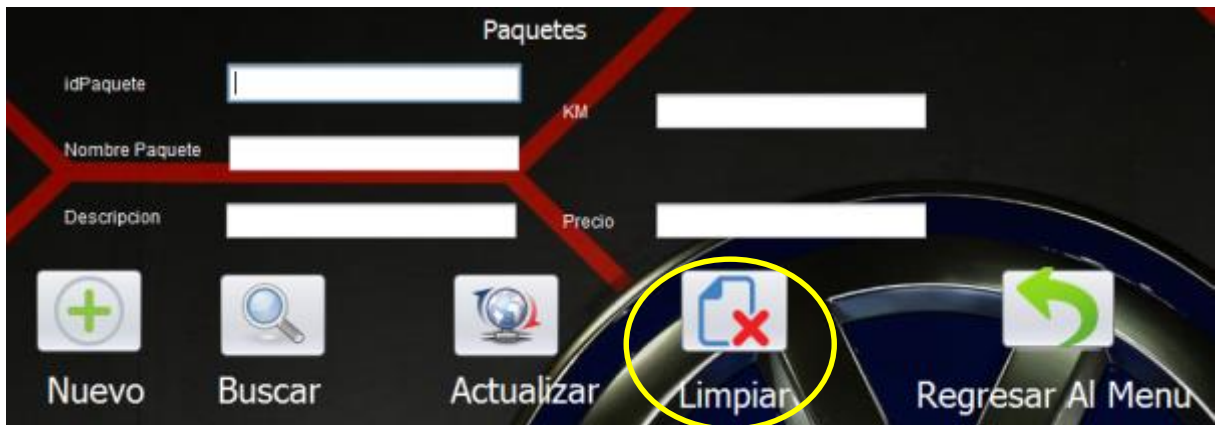 Paquetes
idPaquete
KM
Nombre Paquete
Descripcion
Precio
Nuevo
Buscar
Actualizar
Limpiar
Regresar Al Menu